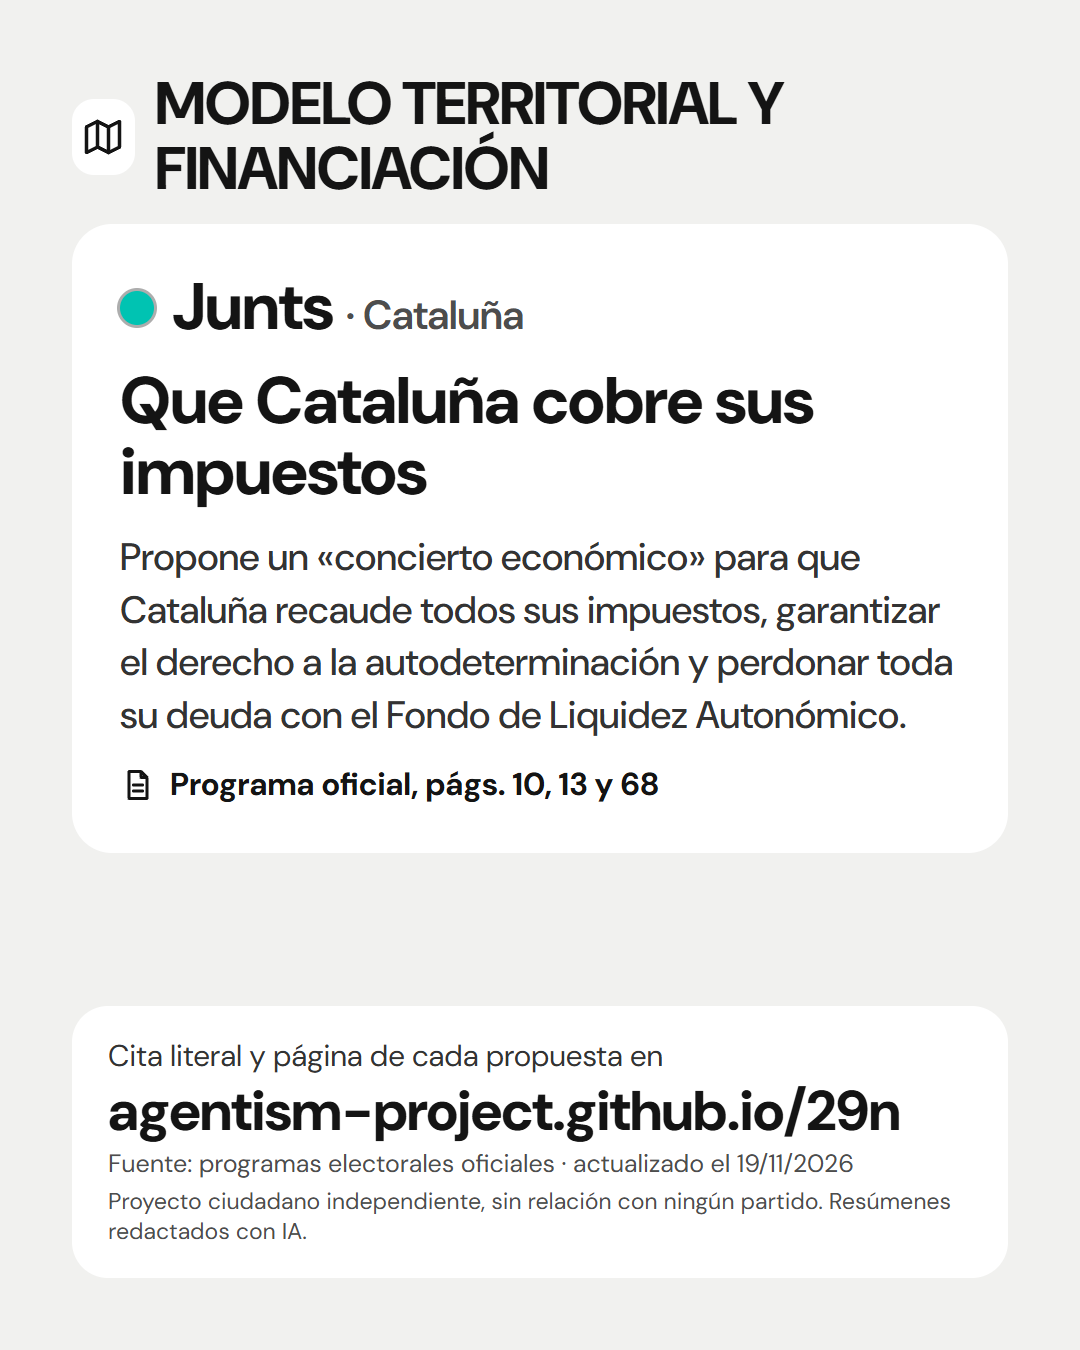 MODELO TERRITORIAL Y
FINANCIACIÓN
Junts · Cataluña
Que Cataluña cobre sus
impuestos
Propone un «concierto económico» para que
Cataluña recaude todos sus impuestos, garantizar
el derecho a la autodeterminación y perdonar toda
su deuda con el Fondo de Liquidez Autonómico.
Programa oficial, págs. 10, 13 y 68
Cita literal y página de cada propuesta en
agentism-project.github.io/29n
Fuente: programas electorales oficiales · actualizado el 19/11/2026
Proyecto ciudadano independiente, sin relación con ningún partido. Resúmenes
redactados con IA.